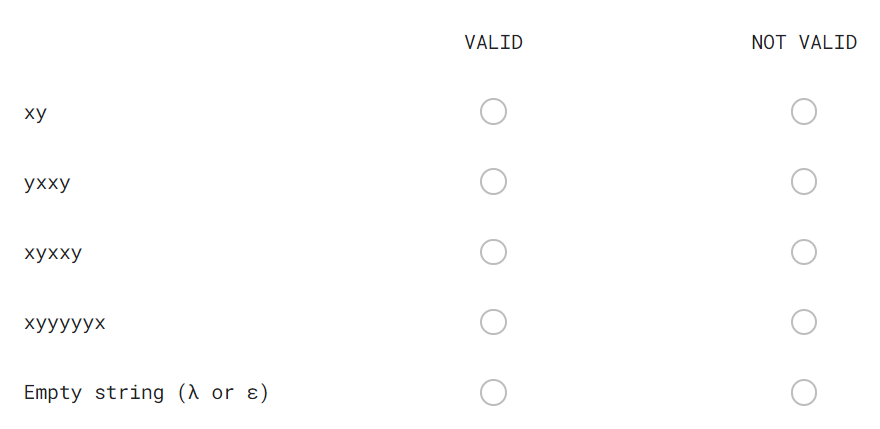 VALID NOT VALID
xy
yxxy
xyxxy
xyyyyyx
Empty string (λ or ε)